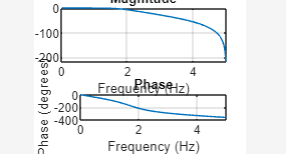 Magnitude
0
-100
-200
0 2 4
Frequency (Hz)
Phase
Phase (degrees)
0
-200
-400
0 2 4
Frequency (Hz)